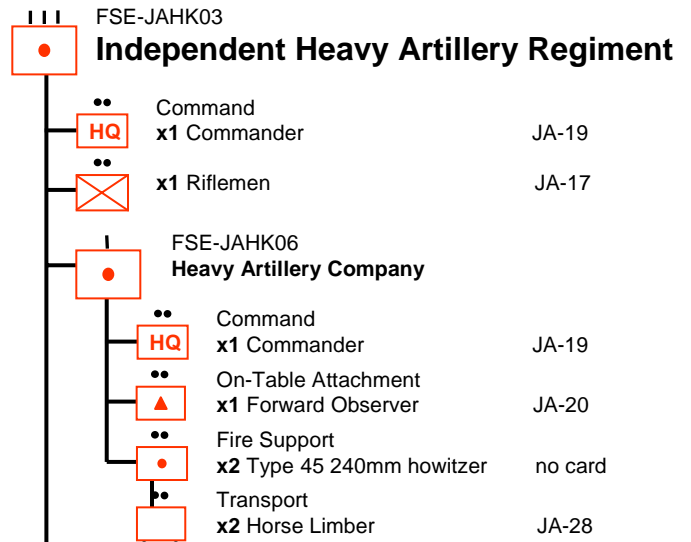 FSE-JAHK03
Independent Heavy Artillery Regiment
Command
HQ x1 Commander JA-19
x1 Riflemen JA-17
FSE-JAHK06
Heavy Artillery Company
Command
HQ x1 Commander JA-19
On-Table Attachment
x1 Forward Observer JA-20
Fire Support
x2 Type 45 240mm howitzer no card
Transport
x2 Horse Limber JA-28